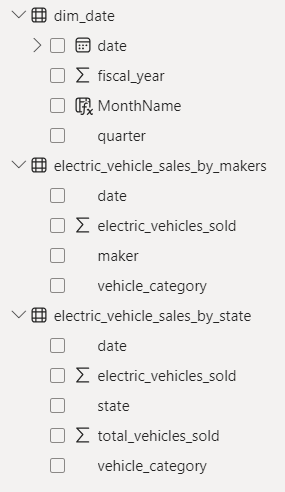 dim_date
date
fiscal_year
MonthName
quarter
electric_vehicle_sales_by_makers
date
electric_vehicles_sold
maker
vehicle_category
electric_vehicle_sales_by_state
date
electric_vehicles_sold
state
total_vehicles_sold
vehicle_category